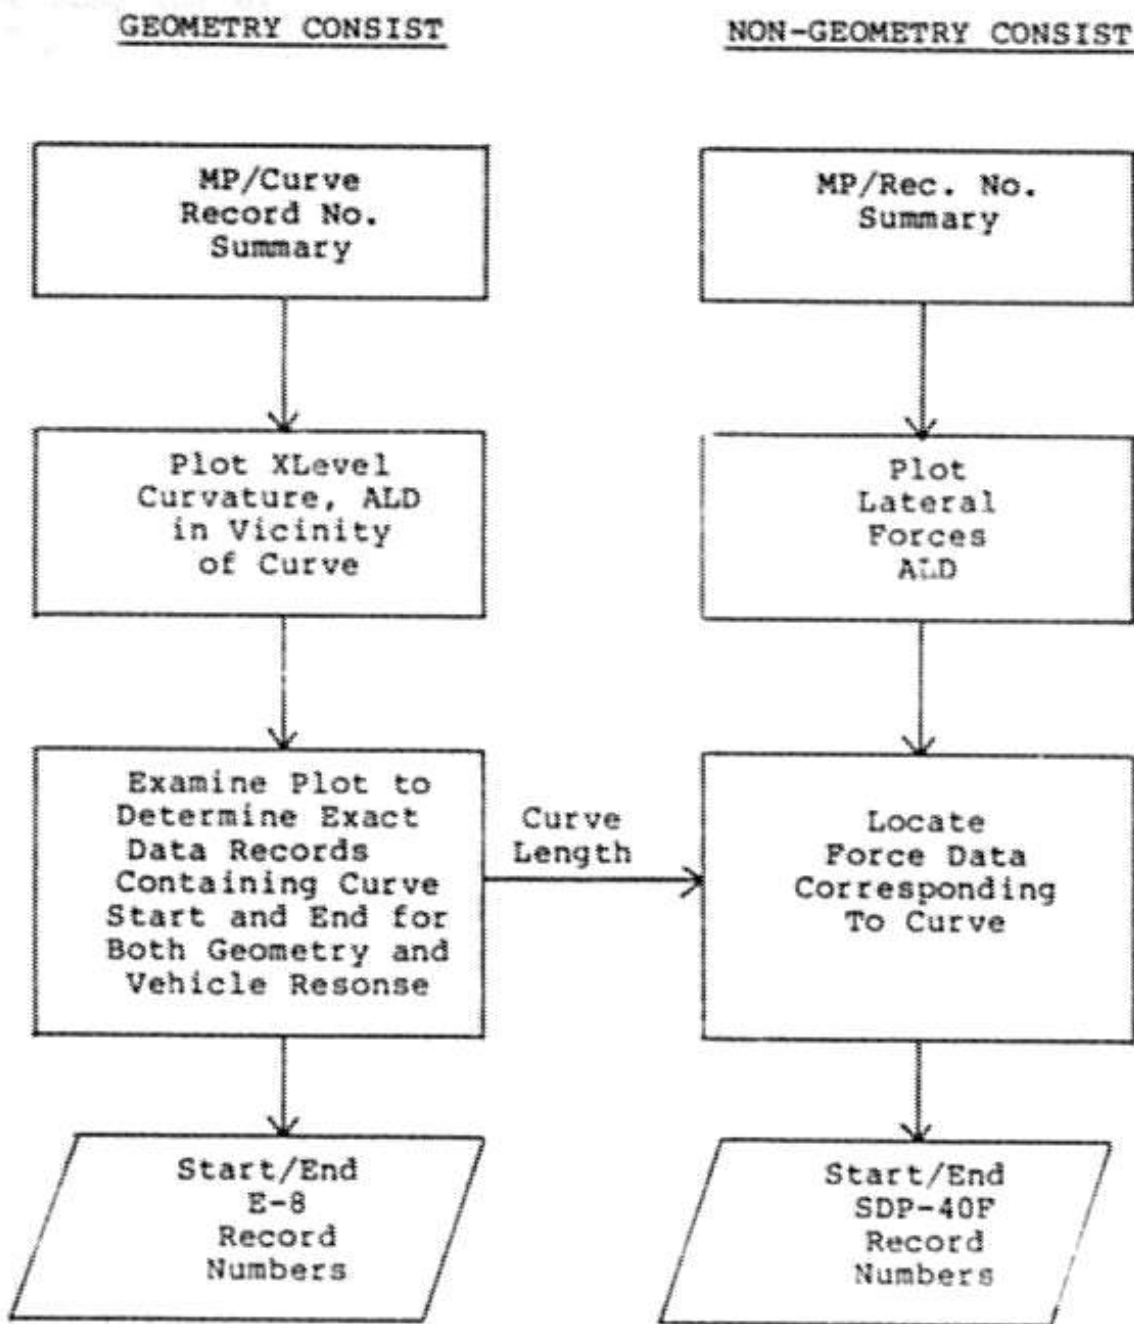 GEOMETRY CONSIST
NON-GEOMETRY CONSIST
MP/Curve
Record No.
Summary
MP/Rec. No.
Summary
Plot XLevel
Curvature, ALD
in Vicinity
of Curve
Plot
Lateral
Forces
ALD
Examine Plot to
Determine Exact
Data Records
Containing Curve
Start and End for
Both Geometry and
Vehicle Resonse
Curve
Length
Locate
Force Data
Corresponding
To Curve
Start/End
E-8
Record
Numbers
Start/End
SDP-40F
Record
Numbers